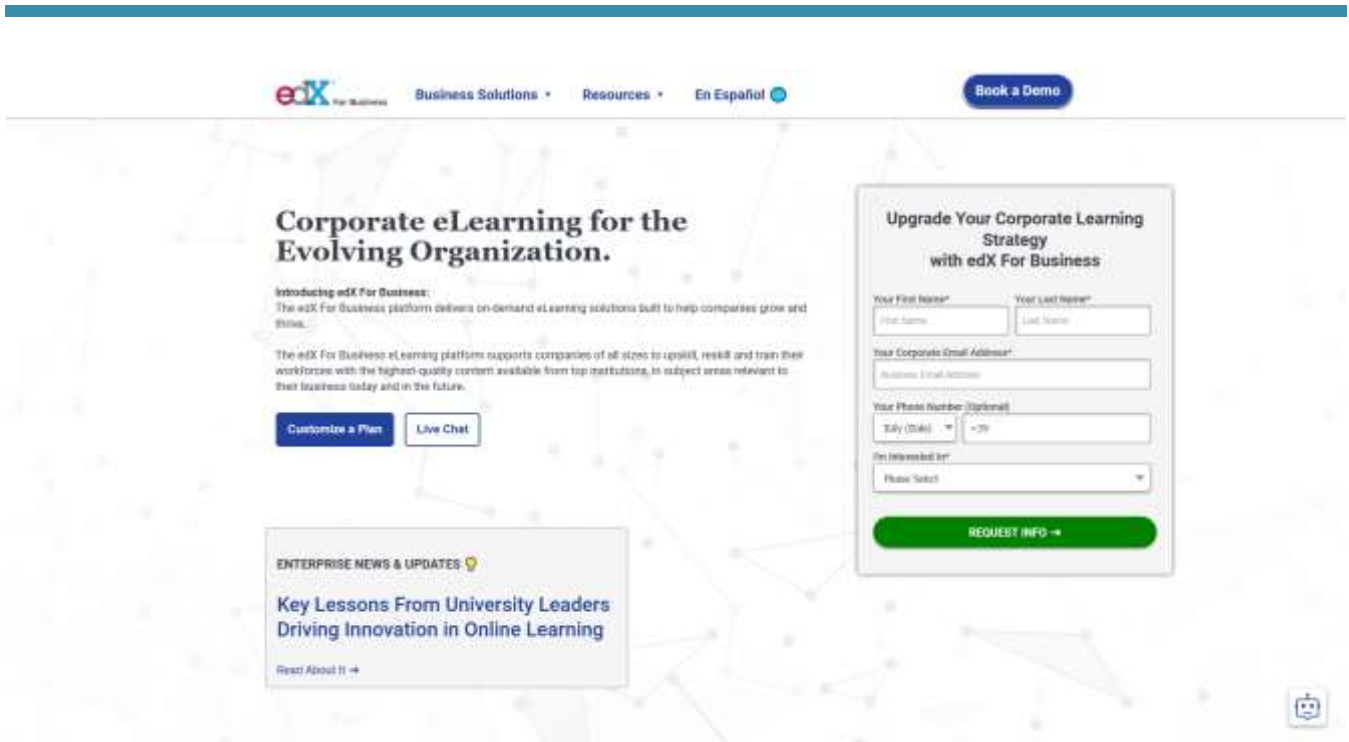 edX For Business
Business Solutions
Resources
En Español
Book a Demo
Corporate eLearning for the
Evolving Organization.
Introducing edX For Business:
The edX For Business platform delivers on-demand eLearning solutions built to help companies grow and
thrive.
The edX For Business eLearning platform supports companies of all sizes to upskill, reskill and train their
workforces with the highest-quality content available from top institutions, in subject areas relevant to
their business today and in the future.
Customize a Plan
Live Chat
ENTERPRISE NEWS & UPDATES
Key Lessons From University Leaders
Driving Innovation in Online Learning
Read About It →
Upgrade Your Corporate Learning
Strategy
with edX For Business
Your First Name*
Your Last Name*
First Name
Last Name
Your Corporate Email Address*
Business Email Address
Your Phone Number (Optional)
Italy (Italia)
+39
I'm Interested In*
Please Select
REQUEST INFO →